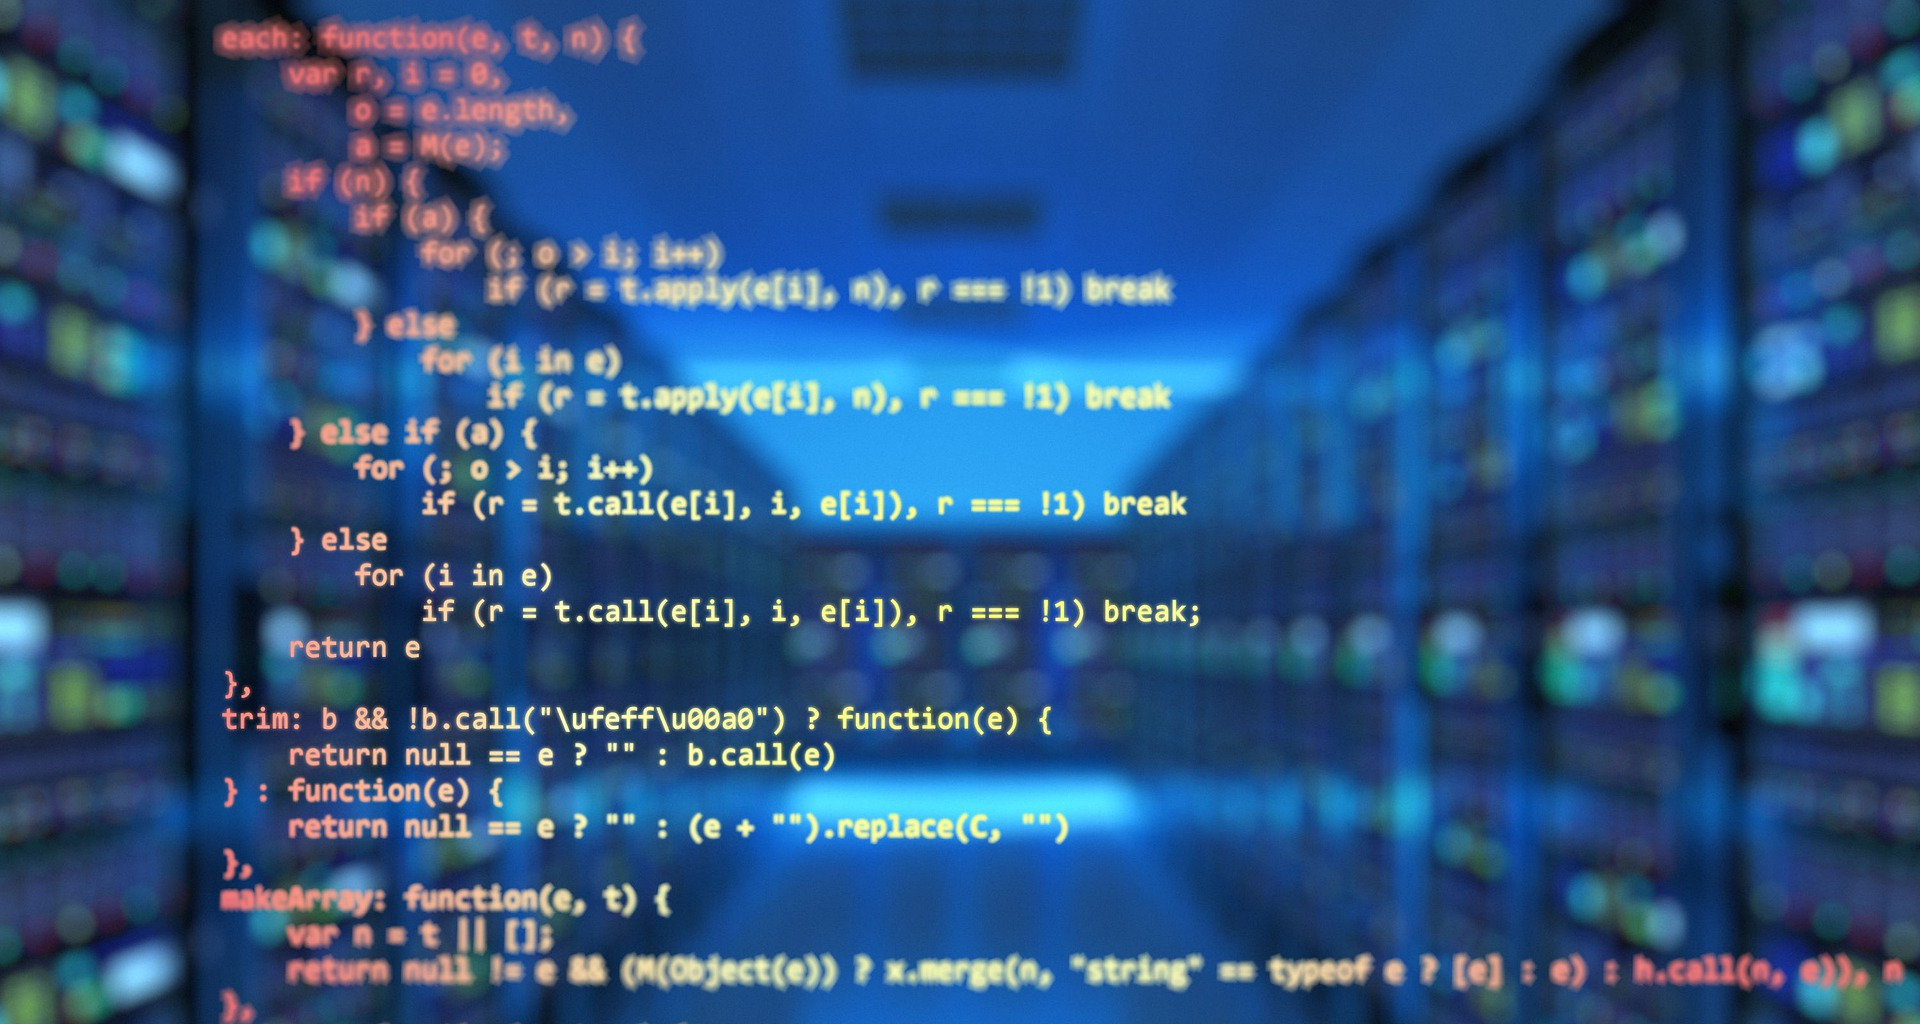 each: function(e, t, n) {
    var r, i = 0,
        o = e.length,
        a = M(e);
    if (n) {
        if (a) {
            for (; o > i; i++)
                if (r = t.apply(e[i], n), r === !1) break
        } else
            for (i in e)
                if (r = t.apply(e[i], n), r === !1) break
    } else if (a) {
        for (; o > i; i++)
            if (r = t.call(e[i], i, e[i]), r === !1) break
    } else
        for (i in e)
            if (r = t.call(e[i], i, e[i]), r === !1) break;
    return e
},
trim: b && !b.call("\ufeff\u00a0") ? function(e) {
    return null == e ? "" : b.call(e)
} : function(e) {
    return null == e ? "" : (e + "").replace(C, "")
},
makeArray: function(e, t) {
    var n = t || [];
    return null != e && (M(Object(e)) ? x.merge(n, "string" == typeof e ? [e] : e) : h.call(n, e)), n
},